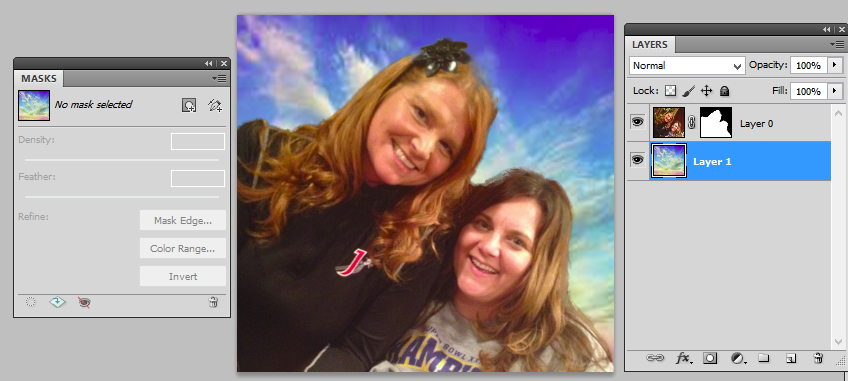 MASKS
No mask selected
Density:
Feather:
Refine:
Mask Edge...
Color Range...
Invert
J
LAYERS
Normal
Opacity: 100%
Lock:
Fill: 100%
Layer 0
Layer 1
fx.